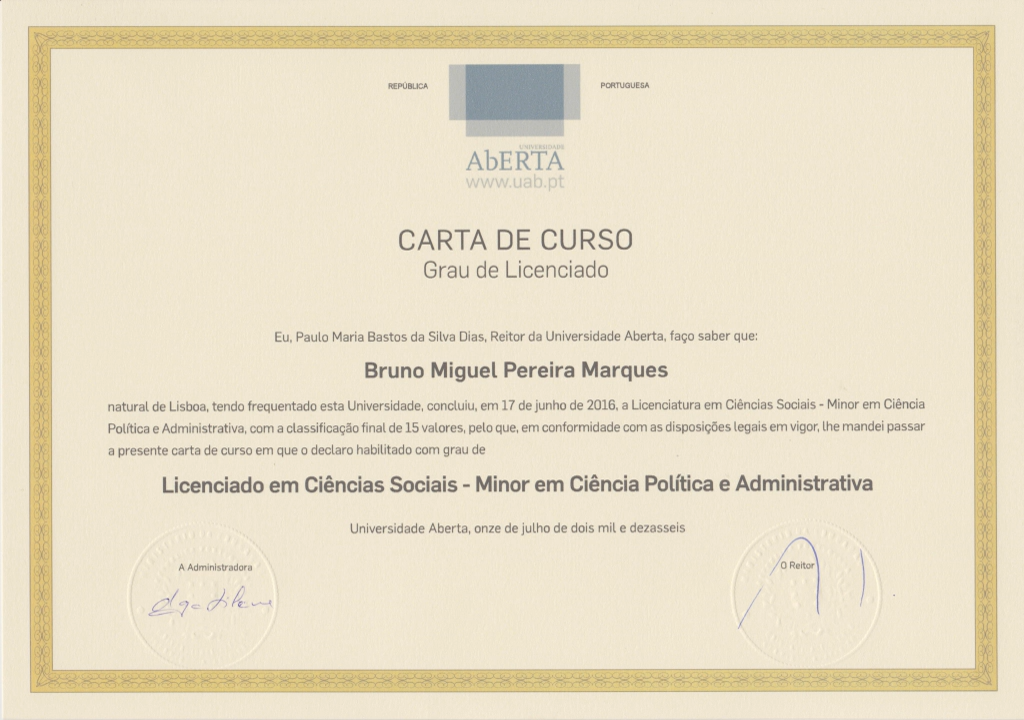 REPÚBLICA PORTUGUESA
UNIVERSIDADE
AbERTA
www.uab.pt
CARTA DE CURSO
Grau de Licenciado
Eu, Paulo Maria Bastos da Silva Dias, Reitor da Universidade Aberta, faço saber que:
Bruno Miguel Pereira Marques
natural de Lisboa, tendo frequentado esta Universidade, concluiu, em 17 de junho de 2016, a Licenciatura em Ciências Sociais - Minor em Ciência
Política e Administrativa, com a classificação final de 15 valores, pelo que, em conformidade com as disposições legais em vigor, lhe mandei passar
a presente carta de curso em que o declaro habilitado com grau de
Licenciado em Ciências Sociais - Minor em Ciência Política e Administrativa
Universidade Aberta, onze de julho de dois mil e dezasseis
A Administradora
O Reitor